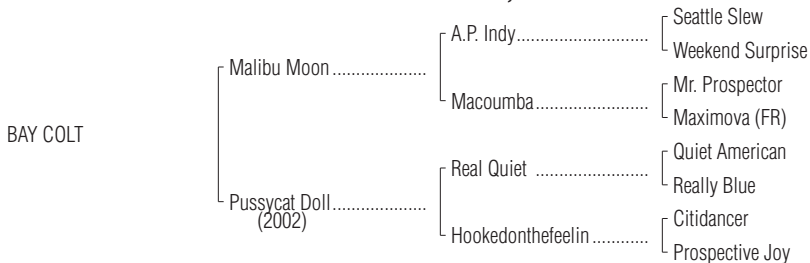 Seattle Slew
A.P. Indy..............................
Weekend Surprise
Malibu Moon .....................
Mr. Prospector
Macoumba..........................
Maximova (FR)
BAY COLT
Quiet American
Real Quiet ..........................
Really Blue
Pussycat Doll.....................
(2002)
Citidancer
Hookedonthefeelin............
Prospective Joy